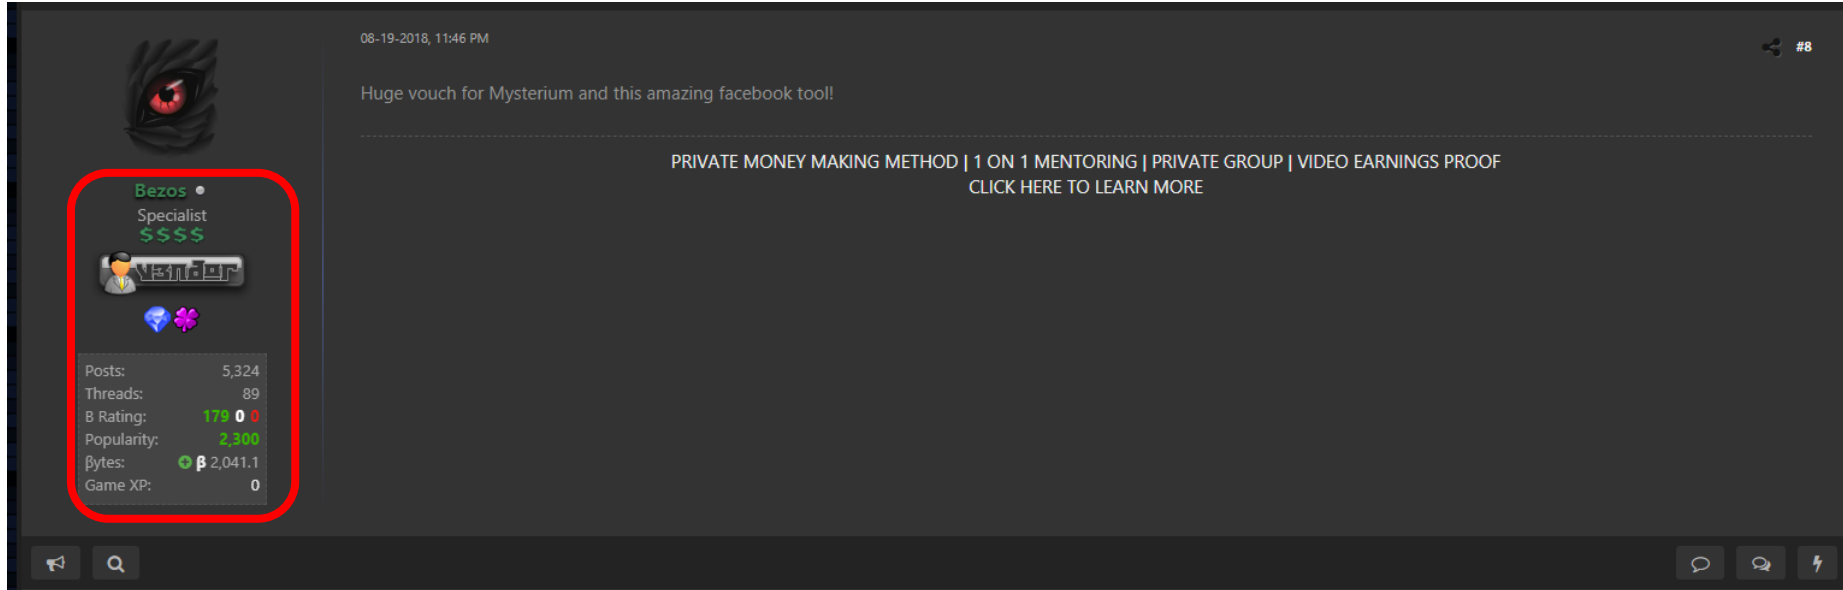 08-19-2018, 11:46 PM
#8
Huge vouch for Mysterium and this amazing facebook tool!
PRIVATE MONEY MAKING METHOD | 1 ON 1 MENTORING | PRIVATE GROUP | VIDEO EARNINGS PROOF
CLICK HERE TO LEARN MORE
Bezos
Specialist
$$$$
v3ndor
Posts: 5,324
Threads: 89
B Rating: 179 0 0
Popularity: 2,300
βytes: β 2,041.1
Game XP: 0